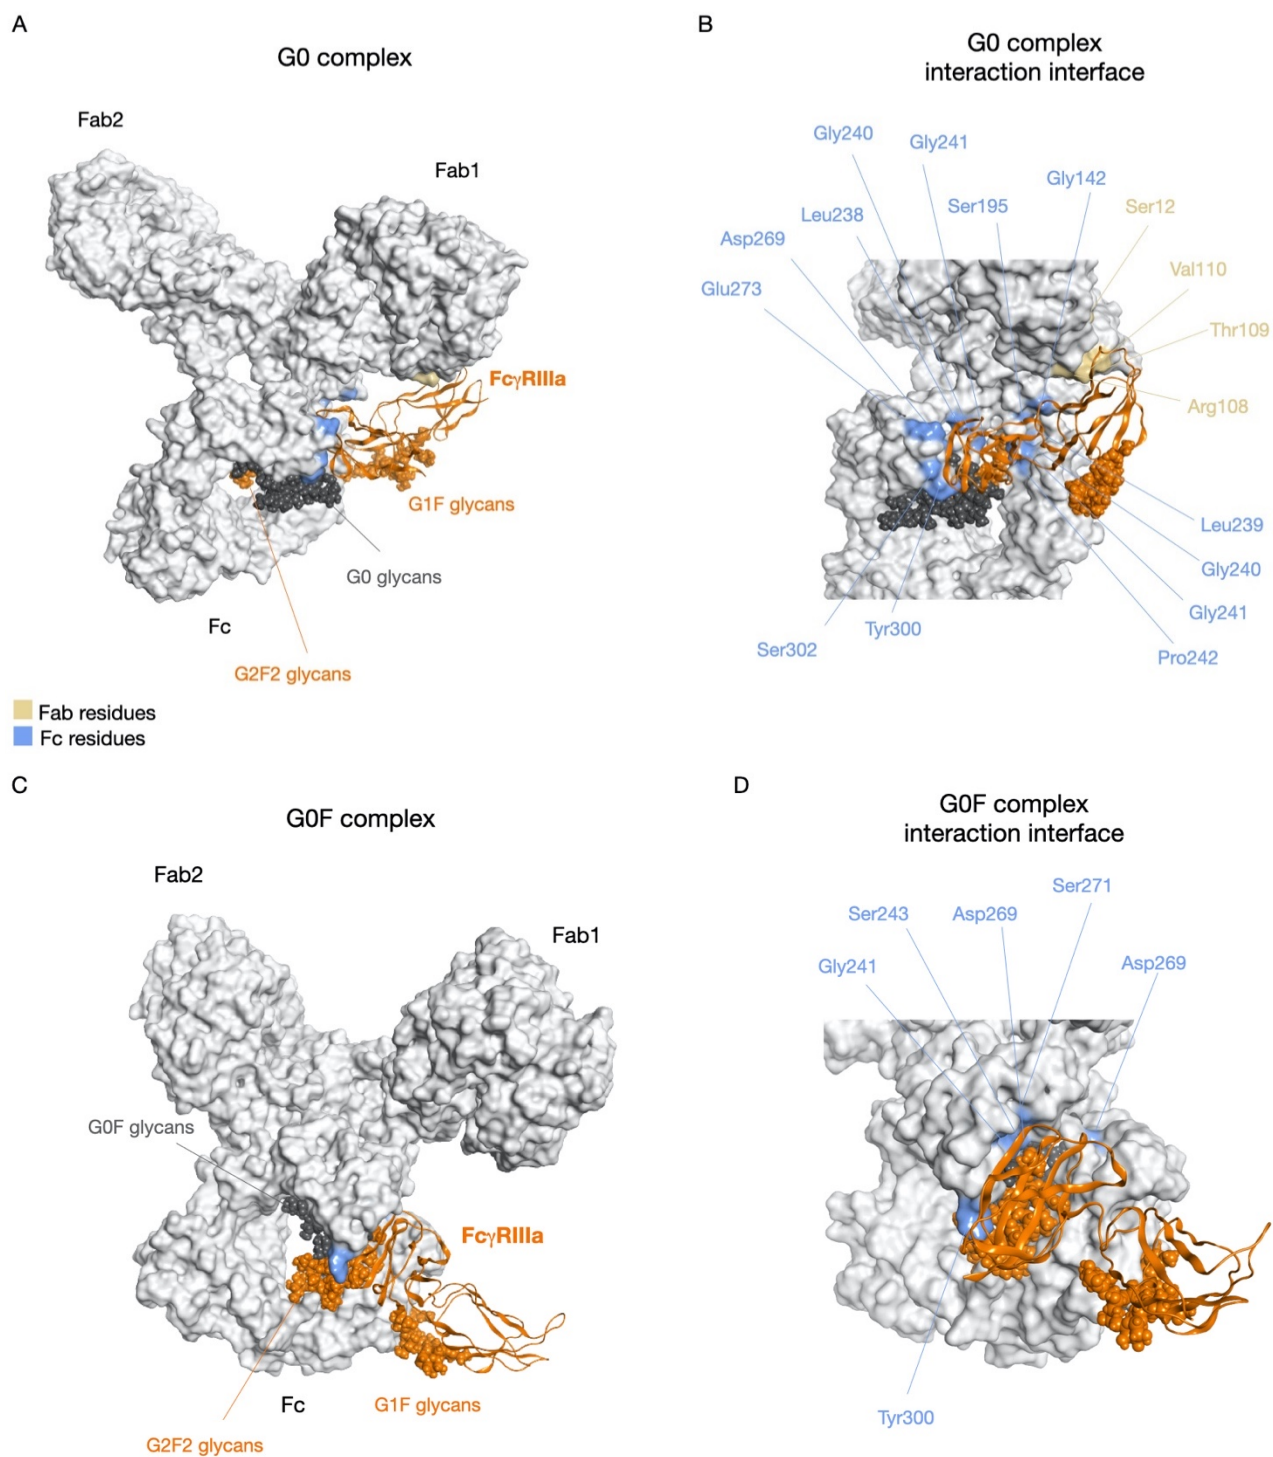 A
G0 complex
Fab2
Fab1
FcγRIIIa
G1F glycans
G0 glycans
Fc
G2F2 glycans
Fab residues
Fc residues
B
G0 complex
interaction interface
Gly240
Gly241
Gly142
Ser195
Ser12
Leu238
Asp269
Val110
Glu273
Thr109
Arg108
Leu239
Gly240
Gly241
Tyr300
Ser302
Pro242
C
G0F complex
Fab2
Fab1
G0F glycans
FcγRIIIa
Fc
G1F glycans
G2F2 glycans
D
G0F complex
interaction interface
Ser271
Ser243
Asp269
Gly241
Asp269
Tyr300